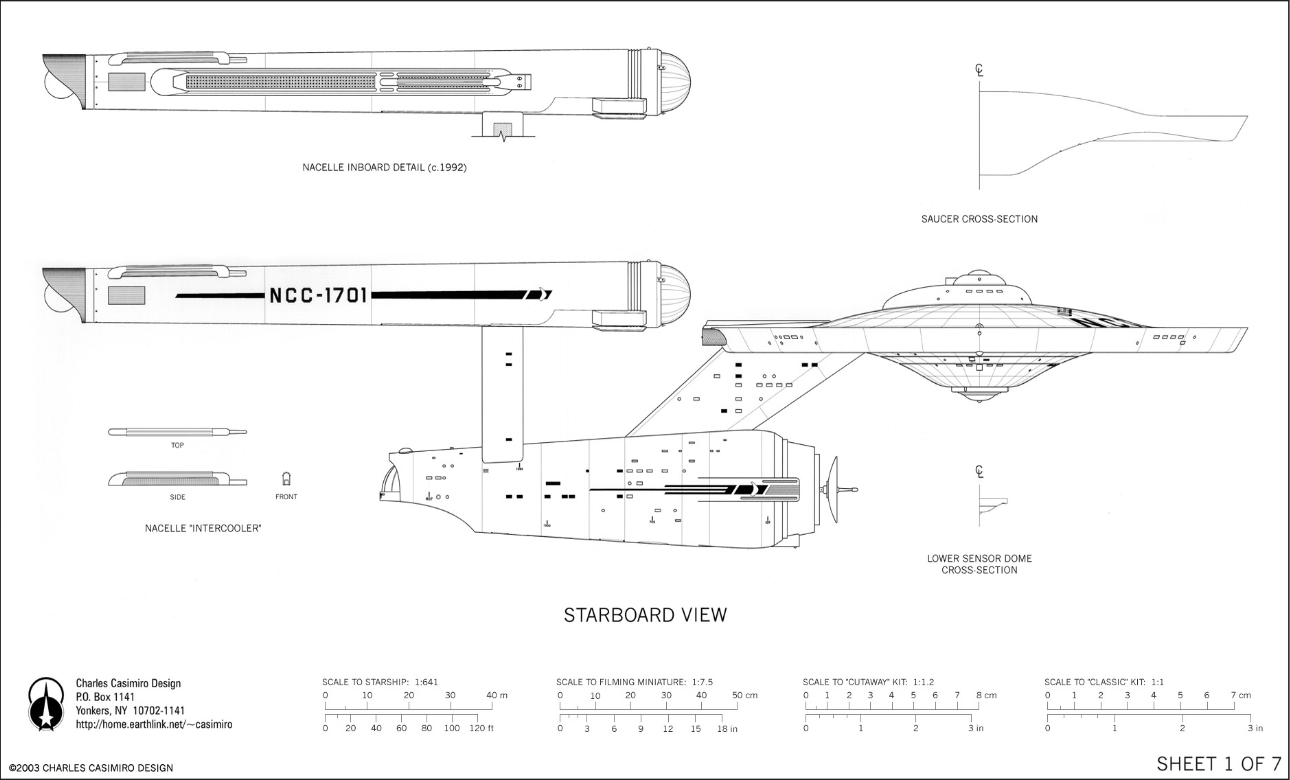 ℄
NACELLE INBOARD DETAIL (c.1992)
SAUCER CROSS-SECTION
NCC-1701
TOP
SIDE
FRONT
NACELLE "INTERCOOLER"
℄
LOWER SENSOR DOME
CROSS-SECTION
STARBOARD VIEW
Charles Casimiro Design
P.O. Box 1141
Yonkers, NY 10702-1141
http://home.earthlink.net/~casimiro
SCALE TO STARSHIP: 1:641
0 10 20 30 40 m
0 20 40 60 80 100 120 ft
SCALE TO FILMING MINIATURE: 1:7.5
0 10 20 30 40 50 cm
0 3 6 9 12 15 18 in
SCALE TO "CUTAWAY" KIT: 1:1.2
0 1 2 3 4 5 6 7 8 cm
0 1 2 3 in
SCALE TO "CLASSIC" KIT: 1:1
0 1 2 3 4 5 6 7 cm
0 1 2 3 in
©2003 CHARLES CASIMIRO DESIGN
SHEET 1 OF 7